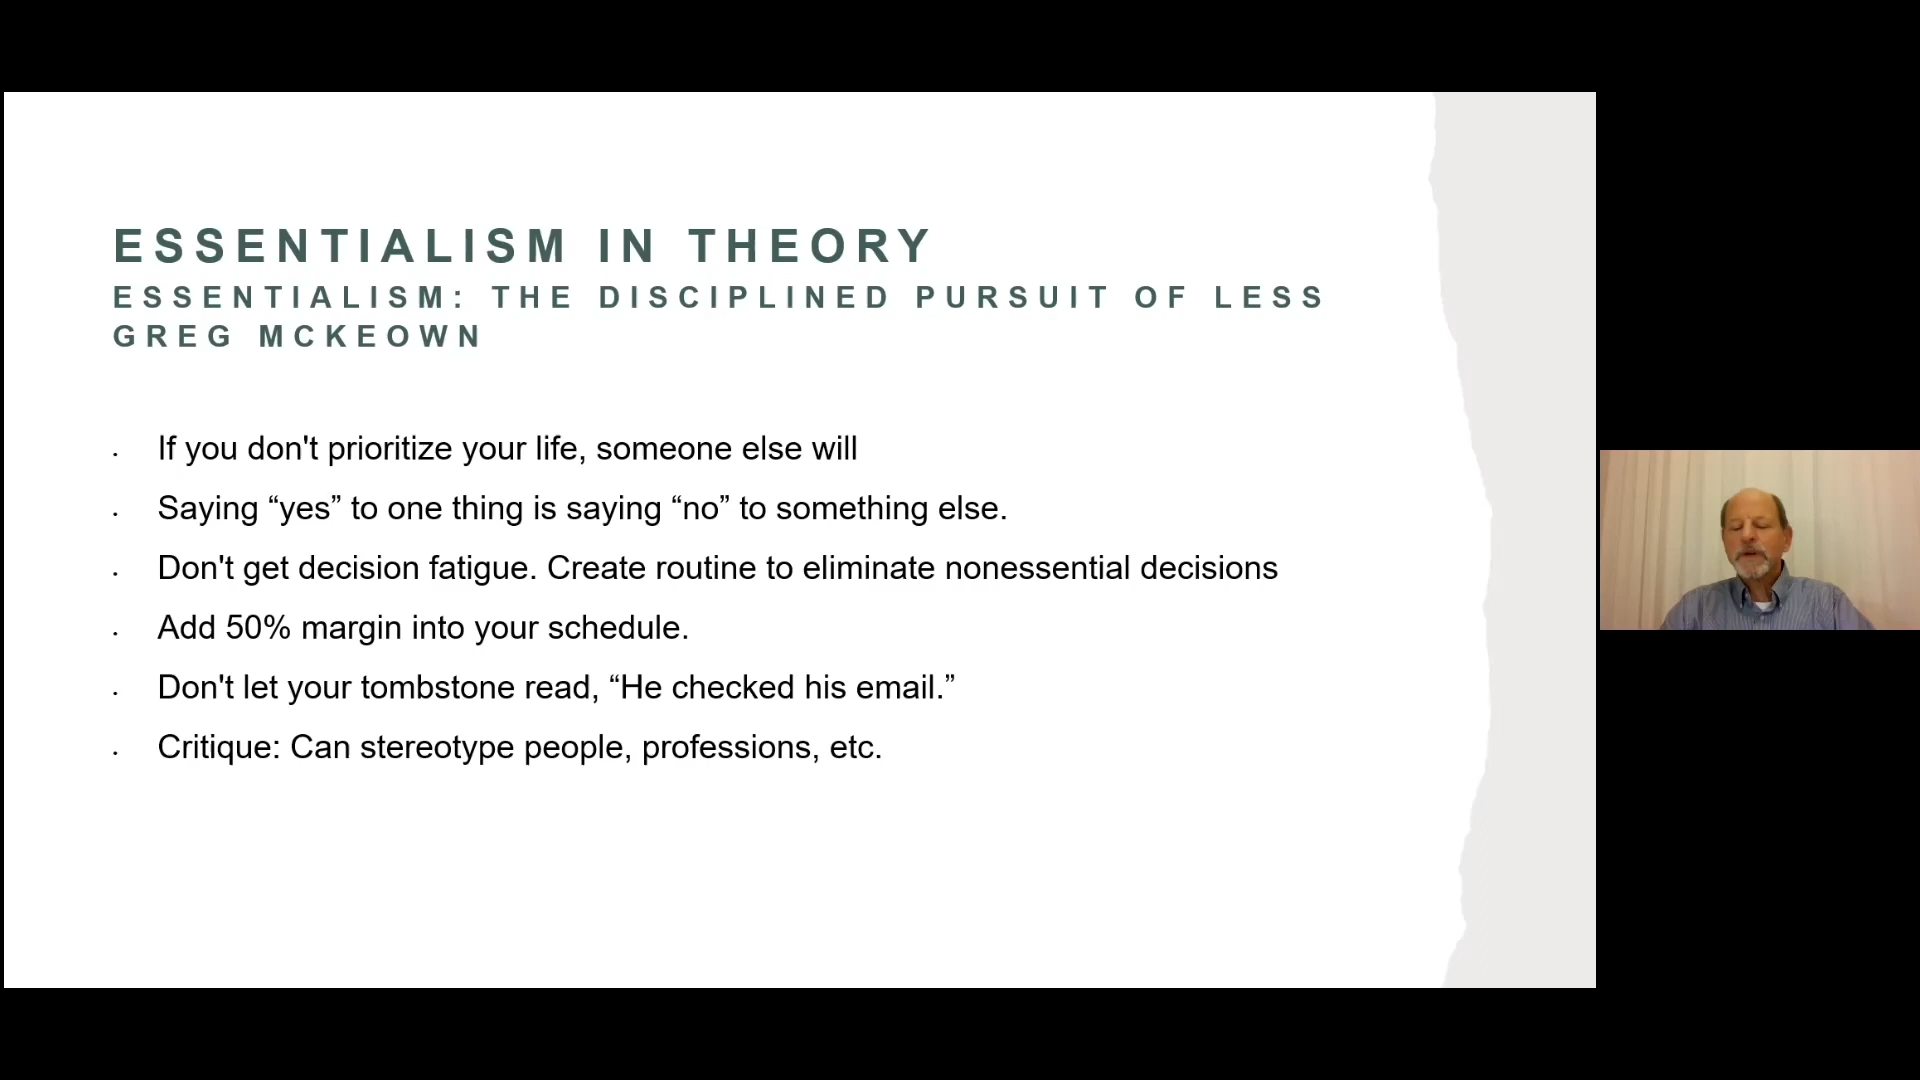 ESSENTIALISM IN THEORY
ESSENTIALISM: THE DISCIPLINED PURSUIT OF LESS
GREG MCKEOWN
• If you don't prioritize your life, someone else will
• Saying “yes” to one thing is saying “no” to something else.
• Don't get decision fatigue. Create routine to eliminate nonessential decisions
• Add 50% margin into your schedule.
• Don't let your tombstone read, “He checked his email.”
• Critique: Can stereotype people, professions, etc.